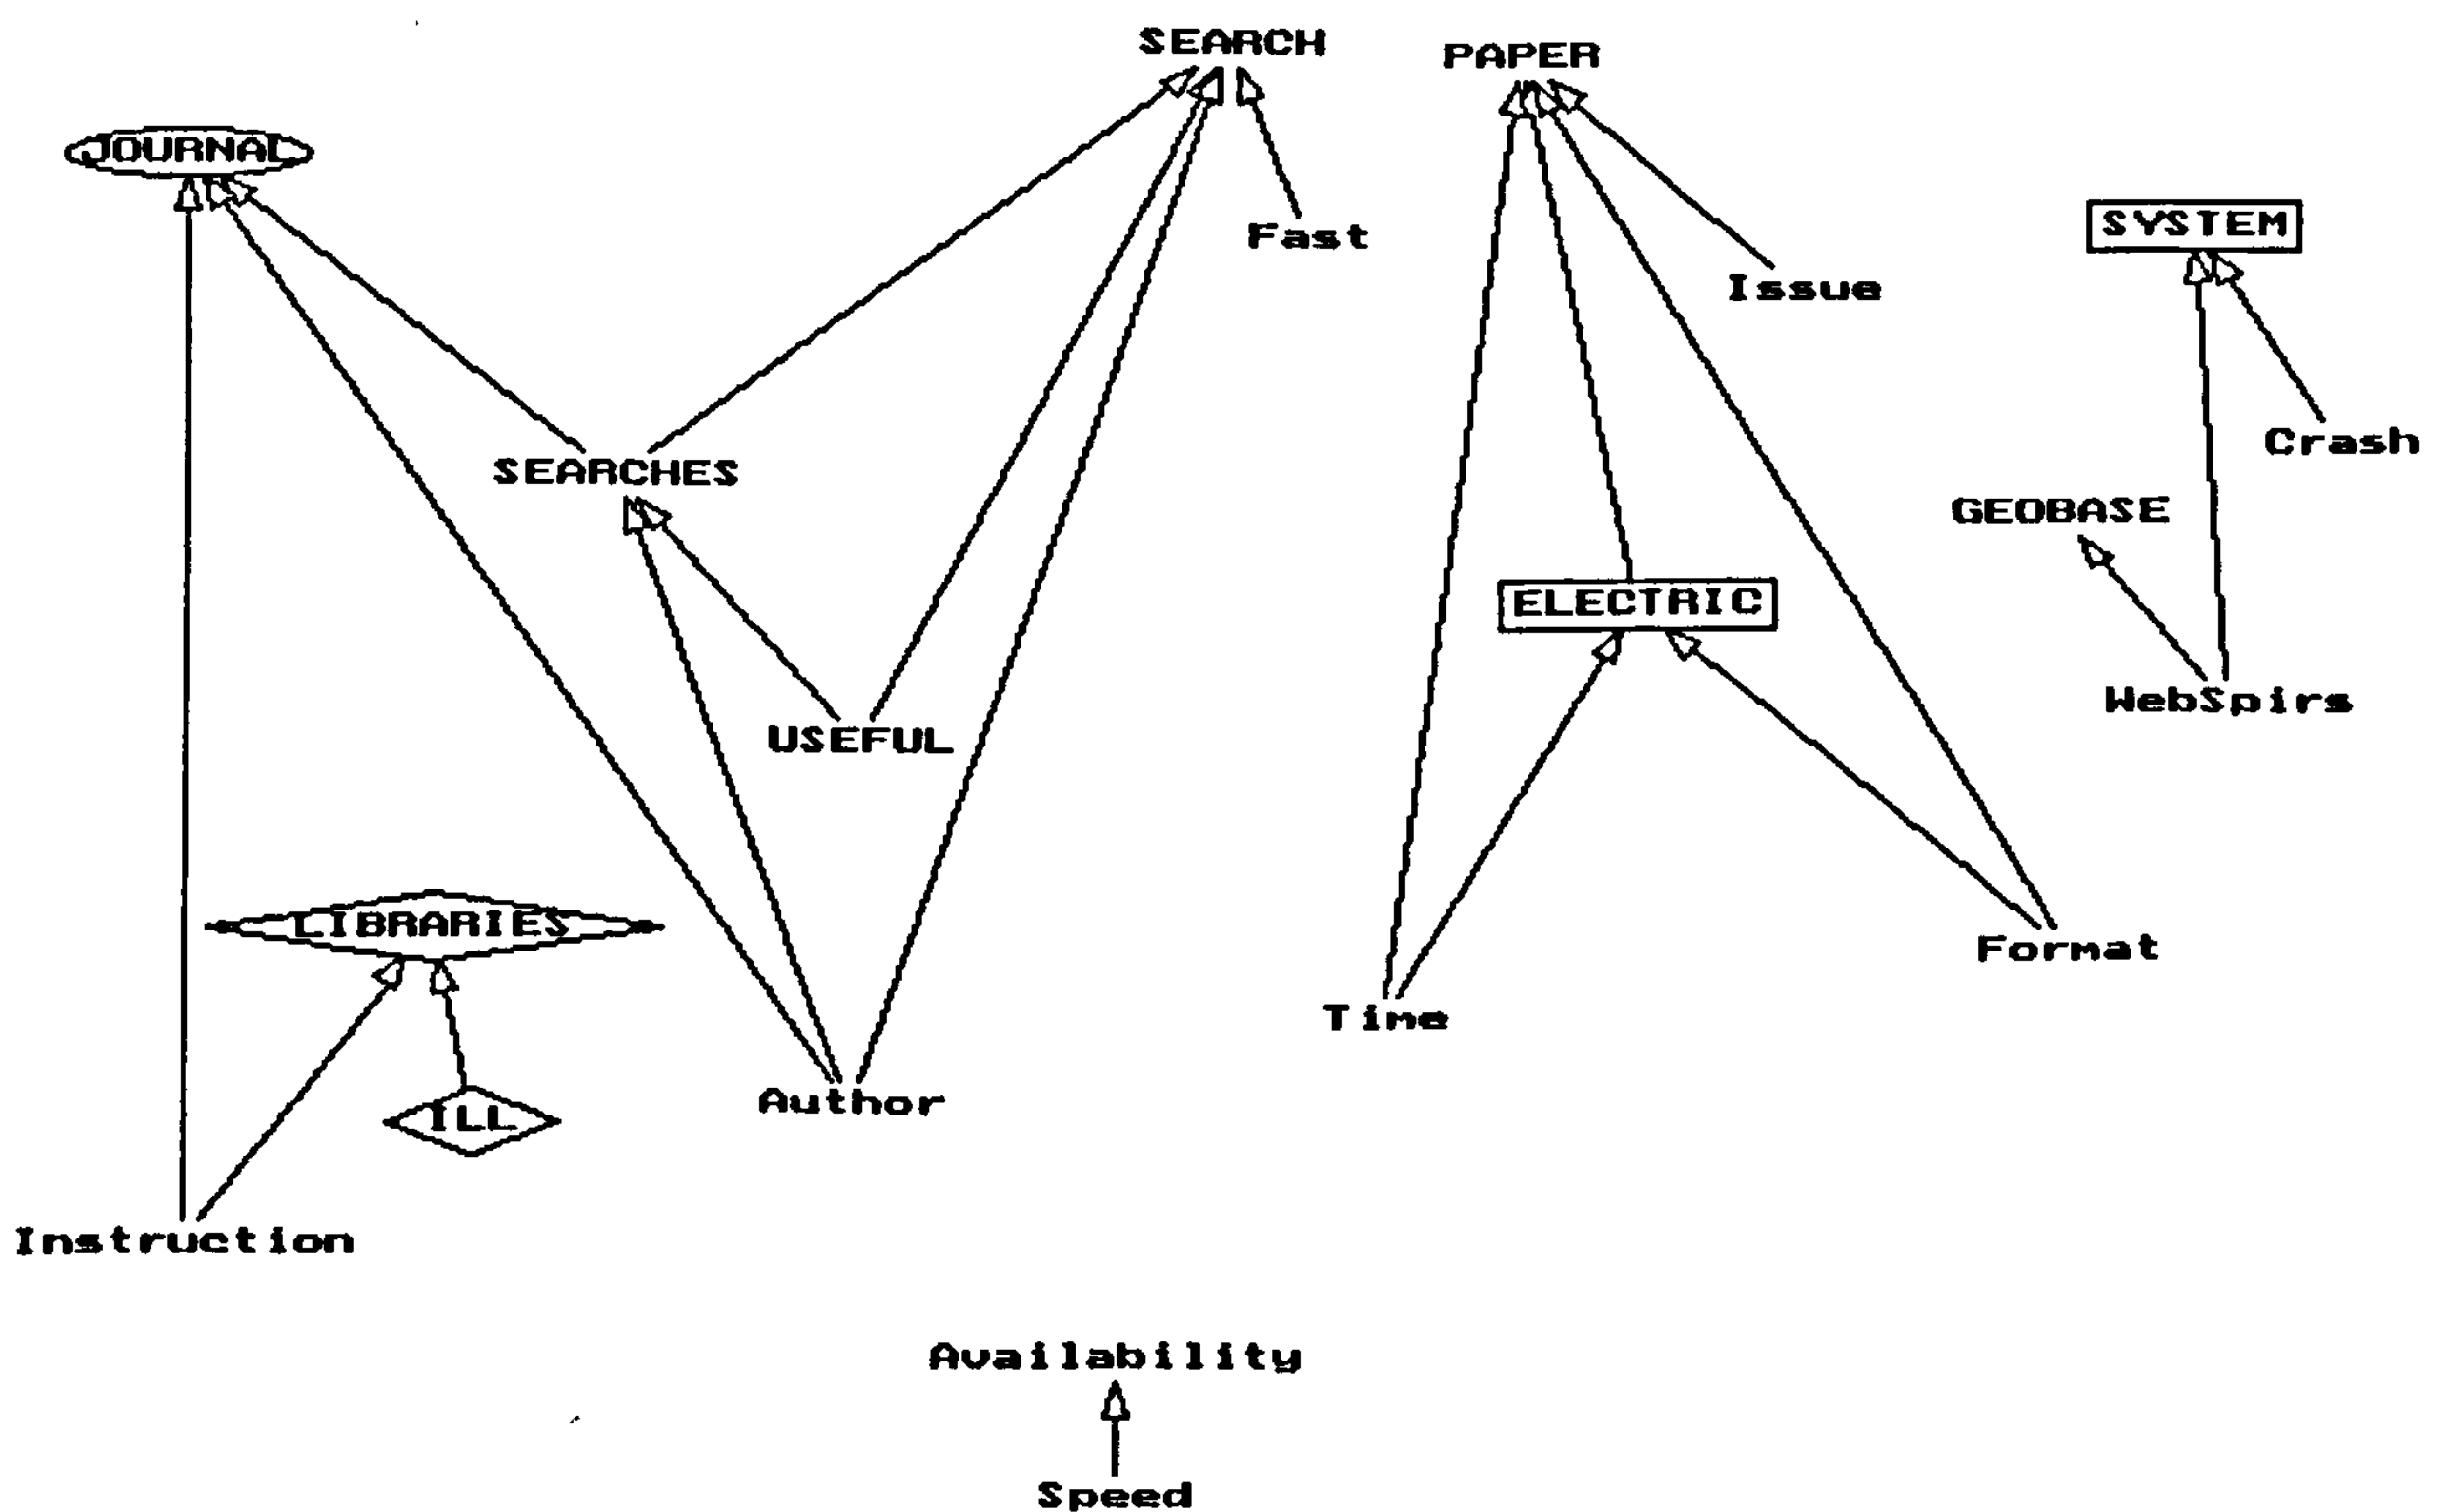 SEARCH
PAPER
JOURNAL
Fast
SYSTEM
Issue
Crash
SEARCHES
GEOBASE
ELECTRIC
WebSpirs
USEFUL
LIBRARIES
Format
Time
Author
ILL
Instruction
Availability
Speed